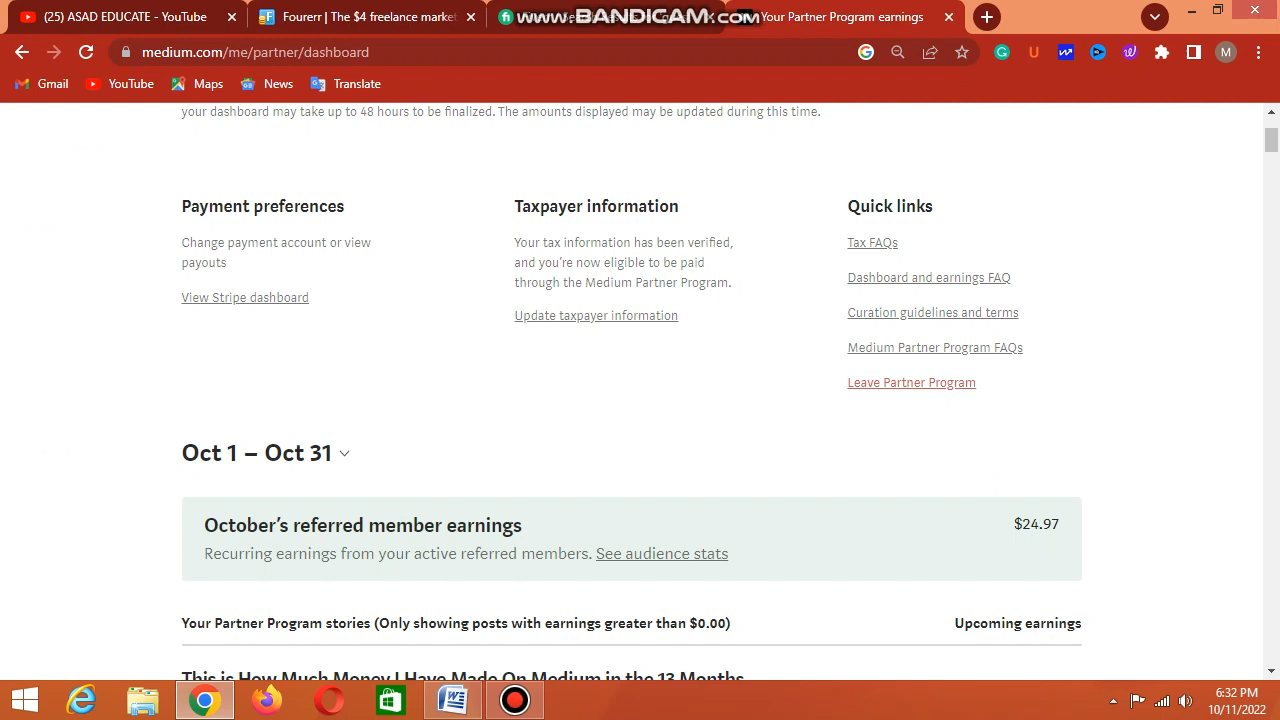 (25) ASAD EDUCATE - YouTube
Fourerr | The $4 freelance market
www.BANDICAM.com
Your Partner Program earnings
medium.com/me/partner/dashboard
M
Gmail
YouTube
Maps
News
Translate
your dashboard may take up to 48 hours to be finalized. The amounts displayed may be updated during this time.
Payment preferences
Change payment account or view
payouts
View Stripe dashboard
Taxpayer information
Your tax information has been verified,
and you're now eligible to be paid
through the Medium Partner Program.
Update taxpayer information
Quick links
Tax FAQs
Dashboard and earnings FAQ
Curation guidelines and terms
Medium Partner Program FAQs
Leave Partner Program
Oct 1 – Oct 31
October's referred member earnings
$24.97
Recurring earnings from your active referred members. See audience stats
Your Partner Program stories (Only showing posts with earnings greater than $0.00)
Upcoming earnings
This is How Much Money I Have Made On Medium in the 13 Months
6:32 PM
10/11/2022